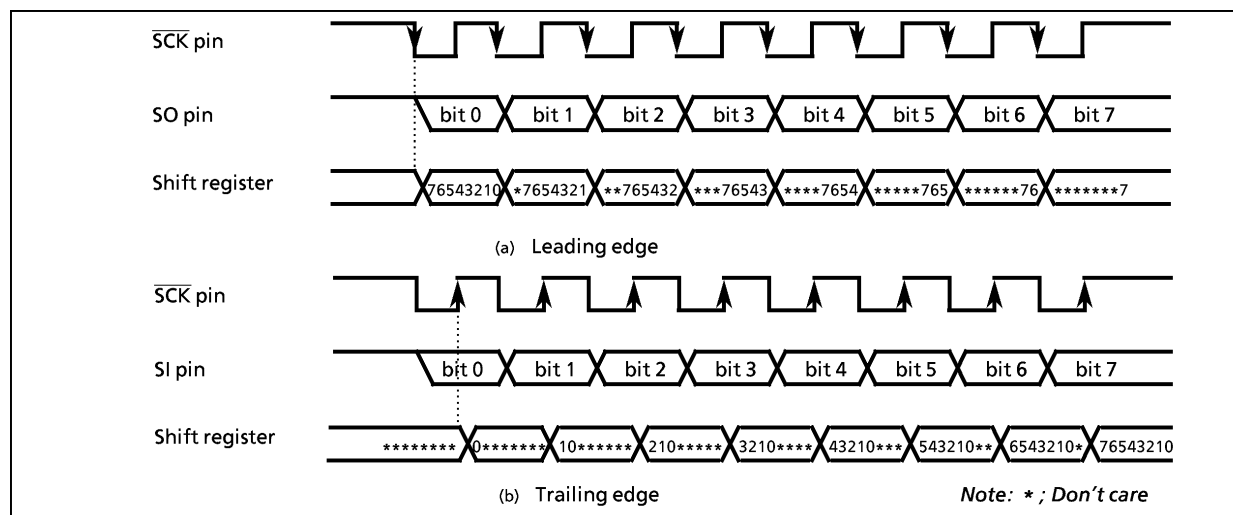 SCK pin
SO pin
bit 0 bit 1 bit 2 bit 3 bit 4 bit 5 bit 6 bit 7
Shift register
76543210 *7654321 **765432 ***76543 ****7654 *****765 ******76 *******7
(a) Leading edge
SCK pin
SI pin
bit 0 bit 1 bit 2 bit 3 bit 4 bit 5 bit 6 bit 7
Shift register
******** 0******* 10****** 210***** 3210**** 43210*** 543210** 6543210* 76543210
(b) Trailing edge
Note: * ; Don't care